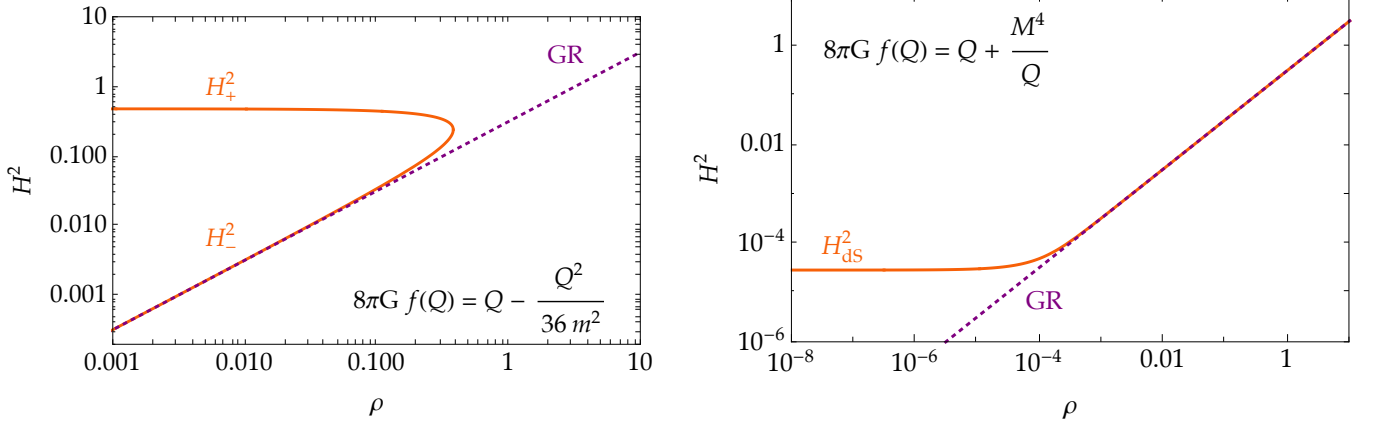 10
1
0.100
0.010
0.001
H²
H₊²
H₋²
GR
8πG f(Q) = Q − Q² / 36 m²
0.001 0.010 0.100 1 10
ρ
1
0.01
10⁻⁴
10⁻⁶
H²
8πG f(Q) = Q + M⁴ / Q
H²dS
GR
10⁻⁸ 10⁻⁶ 10⁻⁴ 0.01 1
ρ